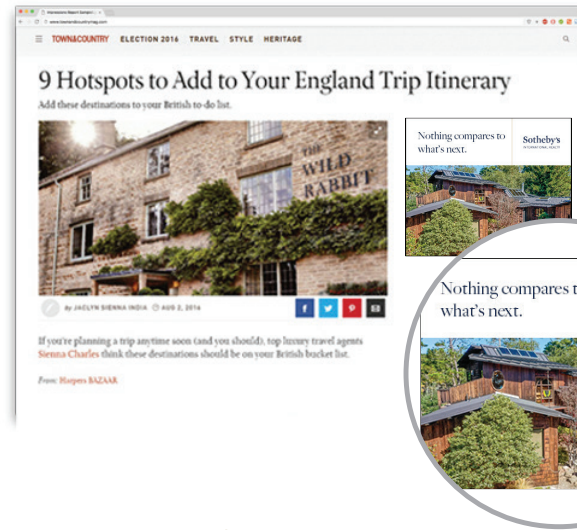 www.townandcountrymag.com
TOWN&COUNTRY ELECTION 2016 TRAVEL STYLE HERITAGE
9 Hotspots to Add to Your England Trip Itinerary
Add these destinations to your British to-do list.
THE
WILD
RABBIT
by JACLYN SIENNA INDIA AUG 2, 2016
If you're planning a trip anytime soon (and you should), top luxury travel agents
Sienna Charles think these destinations should be on your British bucket list.
From: Harpers BAZAAR
Nothing compares to
what's next.
Sotheby's
INTERNATIONAL REALTY
Nothing compares t
what's next.